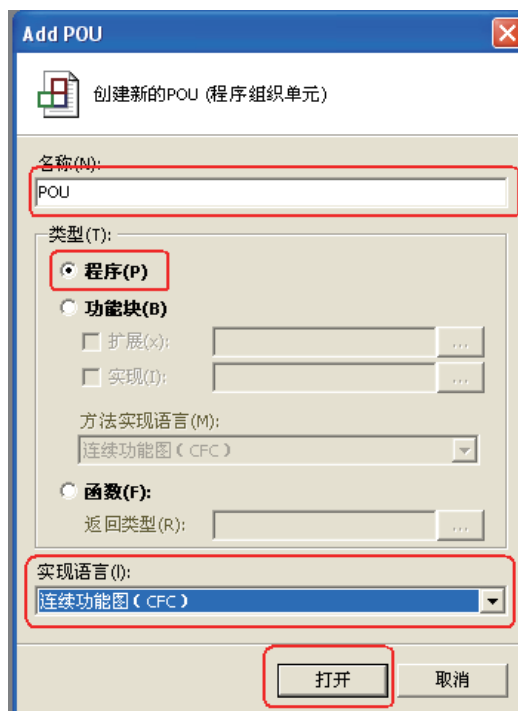 Add POU
创建新的POU (程序组织单元)
名称(N):
POU
类型(T):
程序(P)
功能块(B)
扩展(x):
...
实现(I):
...
方法实现语言(M):
连续功能图（CFC）
函数(F):
返回类型(R):
...
实现语言(I):
连续功能图（CFC）
打开
取消